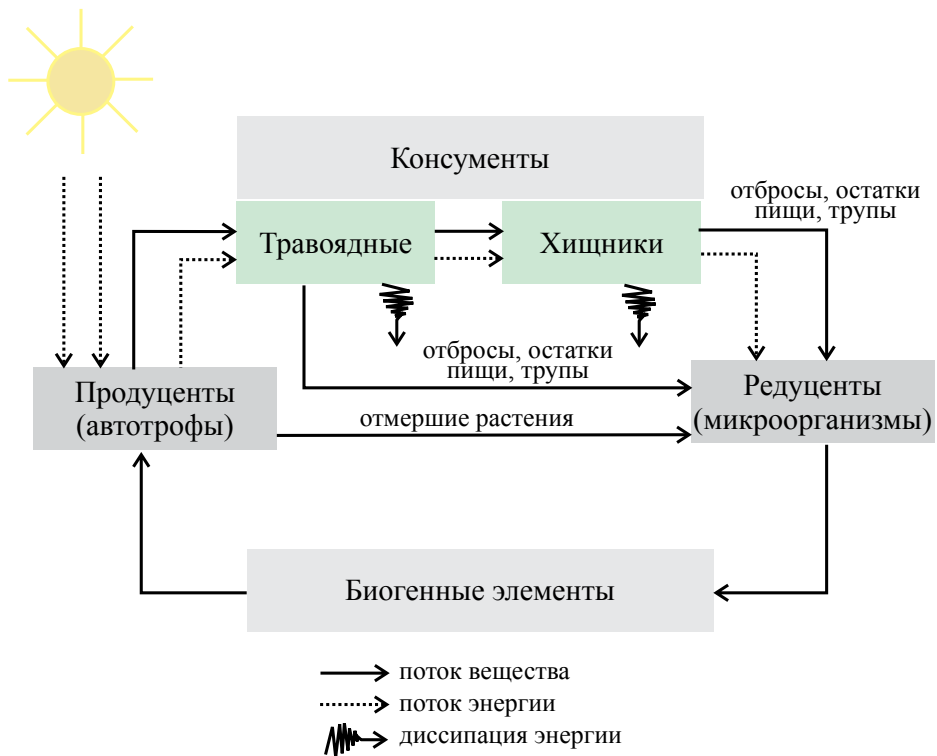 Консументы
отбросы, остатки
пищи, трупы
Травоядные
Хищники
отбросы, остатки
пищи, трупы
Продуценты
(автотрофы)
Редуценты
(микроорганизмы)
отмершие растения
Биогенные элементы
поток вещества
поток энергии
диссипация энергии